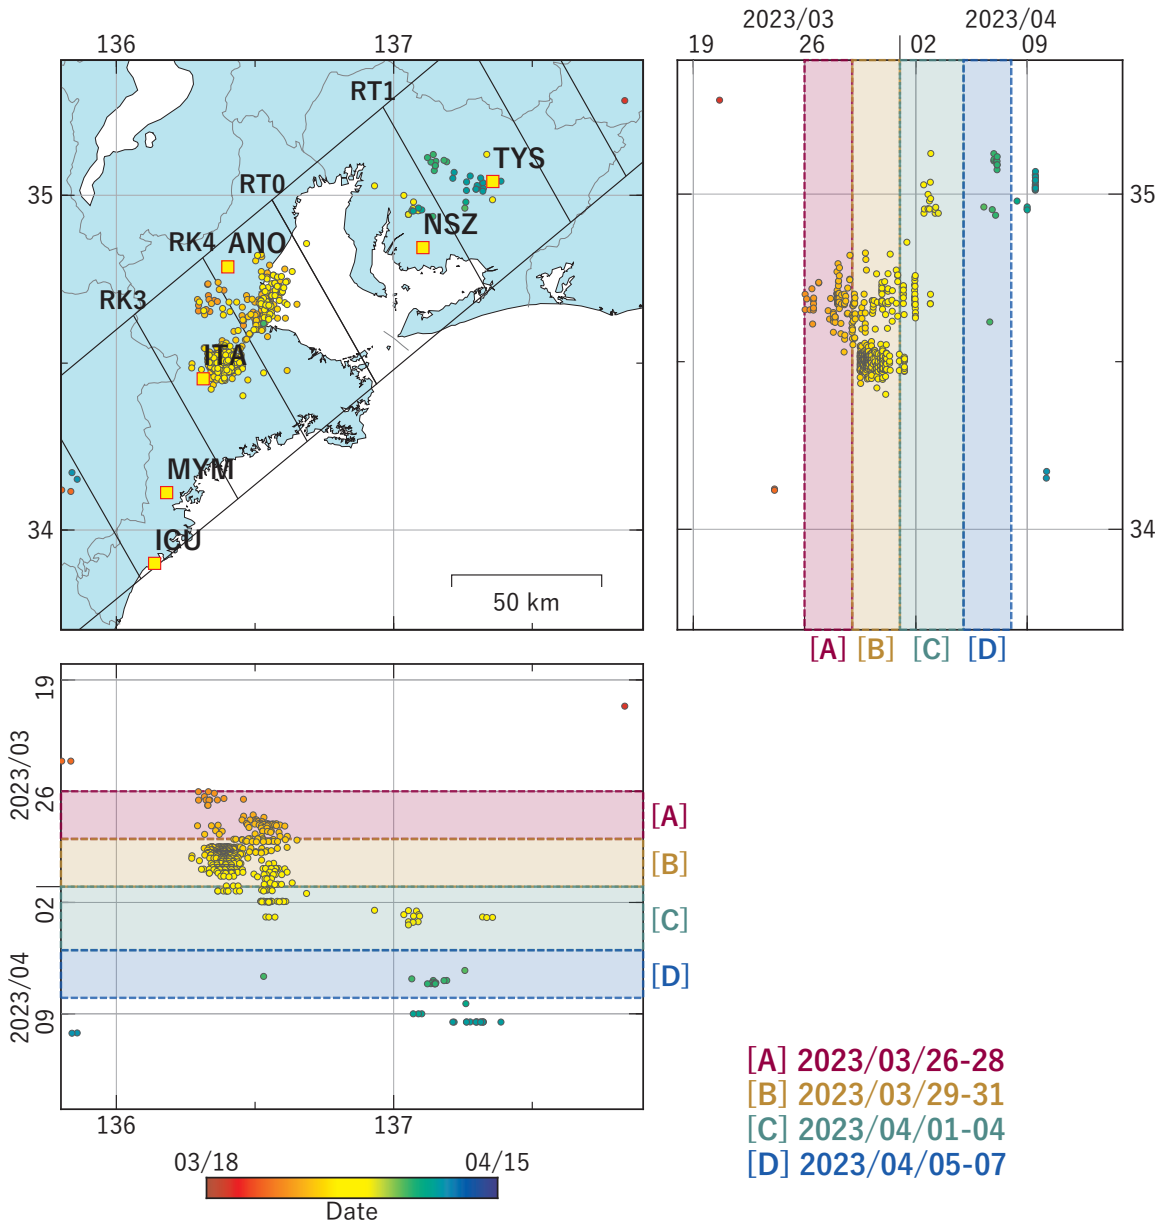 2023/03 2023/04
136 137
19 26 02 09
RT1
TYS
RT0
35
NSZ
RK4 ANO
RK3
ITA
MYM
34
ICU
50 km
35
34
[A] [B] [C] [D]
19
2023/03
26
[A]
[B]
02
[C]
[D]
2023/04
09
136 137
[A] 2023/03/26-28
[B] 2023/03/29-31
[C] 2023/04/01-04
[D] 2023/04/05-07
03/18 04/15
Date